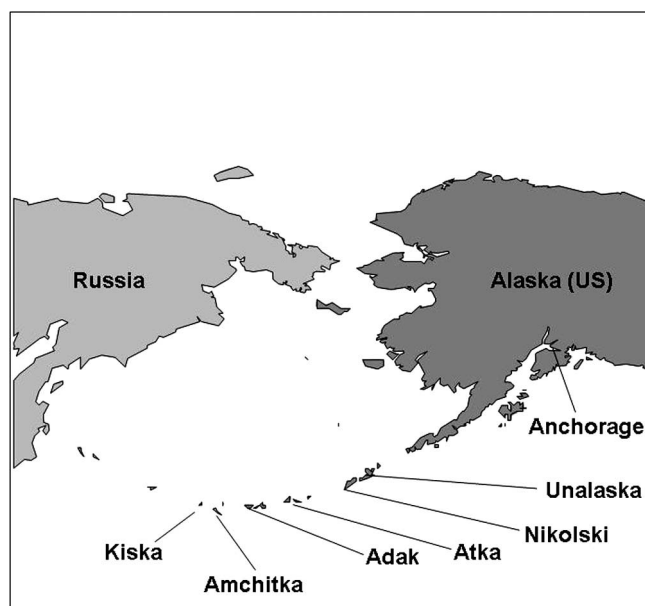 Russia
Alaska (US)
Anchorage
Unalaska
Nikolski
Kiska
Adak
Atka
Amchitka